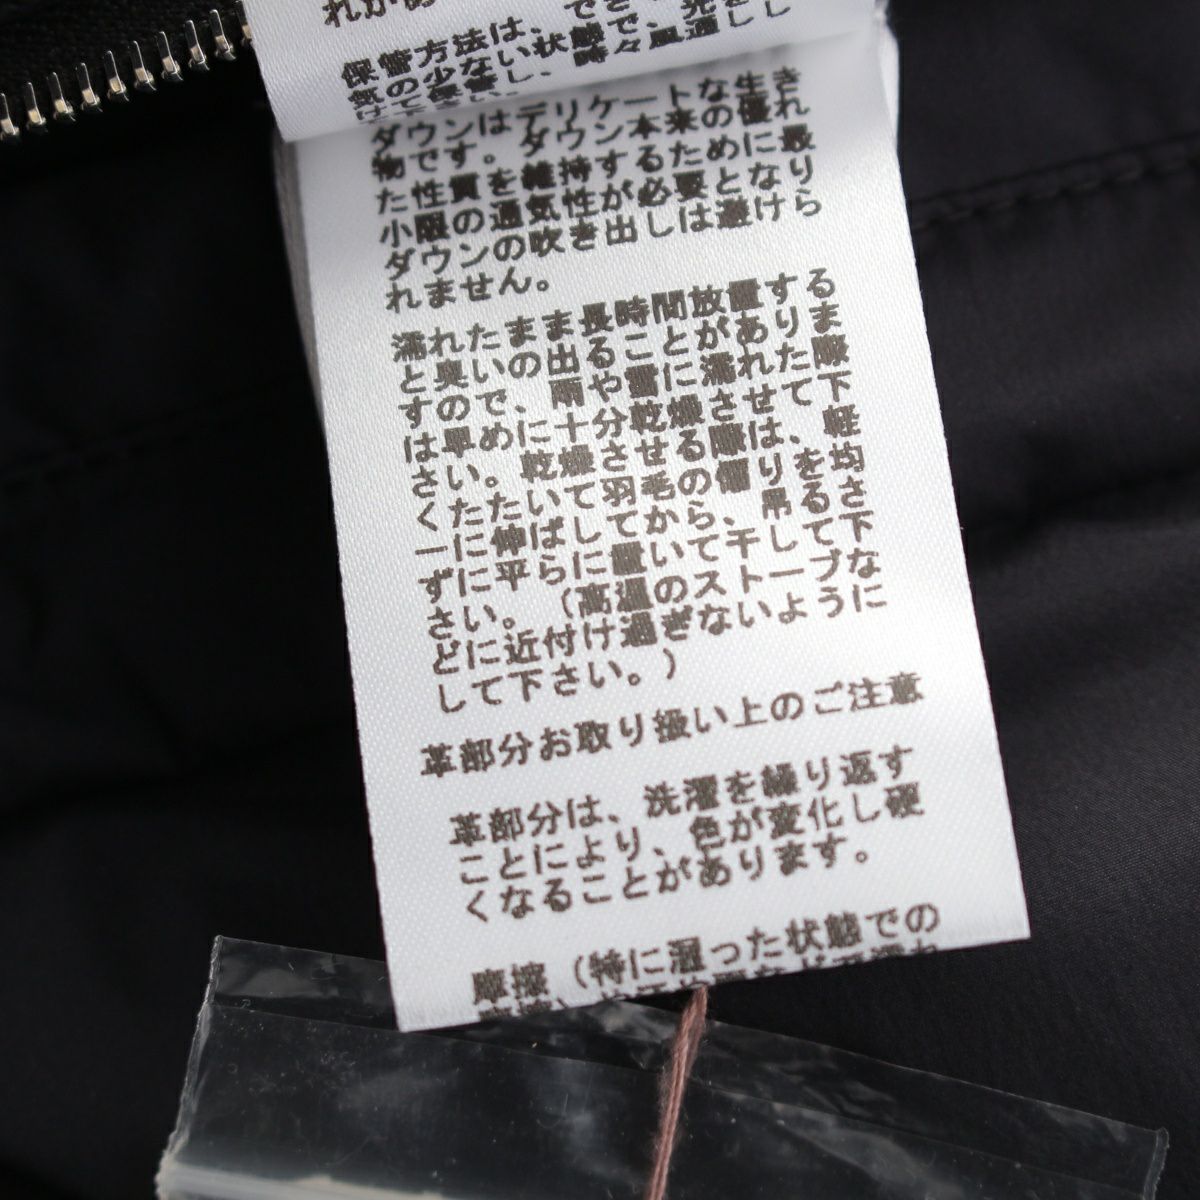 保管方法は、
気の少ない状態で
ダウンはデリケートな生き
物です。ダウン本来の優れ
た性質を維持するために最
小限の通気性が必要となり
ダウンの吹き出しは避けら
れません。
濡れたまま長時間放置する
と奥の出ることがありま
すので、雨や雪に濡れた際
は早めに十分乾燥させて下
さい。乾燥させる際は、軽
くたたいて羽毛の偏りを均
一に伸ばしてから、吊るさ
ずに平らに置いて干して下
さい。（高温のストーブな
どに近付け過ぎないように
して下さい。）
革部分お取り扱い上のご注意
革部分は、洗濯を繰り返す
ことにより、色が変化し硬
くなることがあります。
摩擦（特に湿った状態での